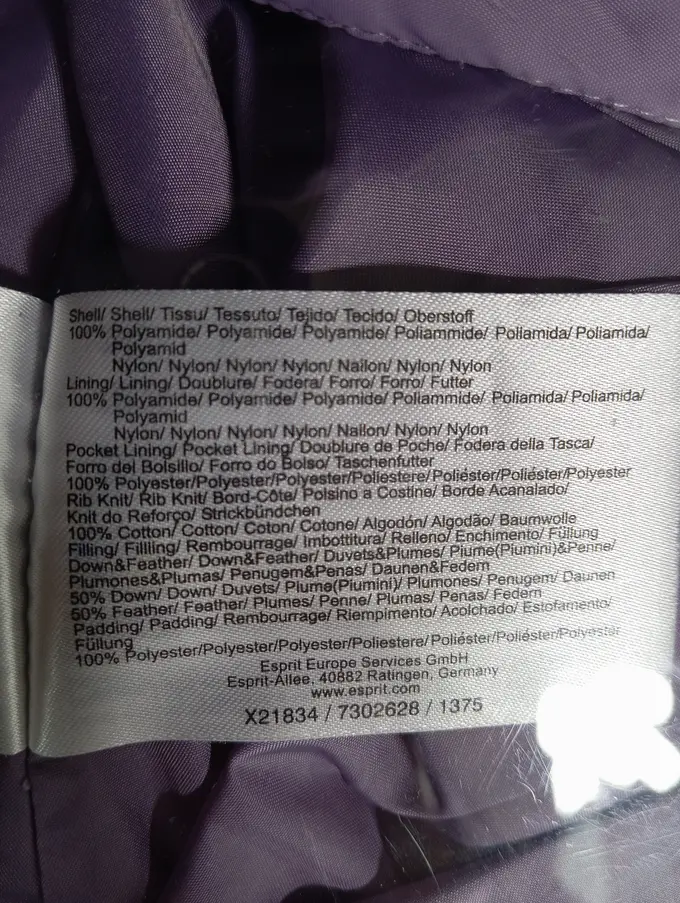 Shell/ Shell/ Tissu/ Tessuto/ Tejido/ Tecido/ Oberstoff
100% Polyamide/ Polyamide/ Polyamide/ Poliammide/ Poliamida/ Poliamida/
Polyamid
Nylon/ Nylon/ Nylon/ Nylon/ Nailon/ Nylon/ Nylon
Lining/ Lining/ Doublure/ Fodera/ Forro/ Forro/ Futter
100% Polyamide/ Polyamide/ Polyamide/ Poliammide/ Poliamida/ Poliamida/
Polyamid
Nylon/ Nylon/ Nylon/ Nylon/ Nailon/ Nylon/ Nylon
Pocket Lining/ Pocket Lining/ Doublure de Poche/ Fodera della Tasca/
Forro del Bolsillo/ Forro do Bolso/ Taschenfutter
100% Polyester/Polyester/Polyester/Poliestere/Poliéster/Poliéster/Polyester
Rib Knit/ Rib Knit/ Bord-Côte/ Polsino a Costine/ Borde Acanalado/
Knit do Reforço/ Strickbündchen
100% Cotton/ Cotton/ Coton/ Cotone/ Algodón/ Algodão/ Baumwolle
Filling/ Fillling/ Rembourrage/ Imbottitura/ Relleno/ Enchimento/ Füllung
Down&Feather/ Down&Feather/ Duvets&Plumes/ Piume(Piumini)&Penne/
Plumones&Plumas/ Penugem&Penas/ Daunen&Federn
50% Down/ Down/ Duvets/ Piume(Piumini)/ Plumones/ Penugem/ Daunen
50% Feather/ Feather/ Plumes/ Penne/ Plumas/ Penas/ Federn
Padding/ Padding/ Rembourrage/ Riempimento/ Acolchado/ Estofamento/
Füllung
100% Polyester/Polyester/Polyester/Poliestere/Poliéster/Poliéster/Polyester
Esprit Europe Services GmbH
Esprit-Allee, 40882 Ratingen, Germany
www.esprit.com
X21834 / 7302628 / 1375